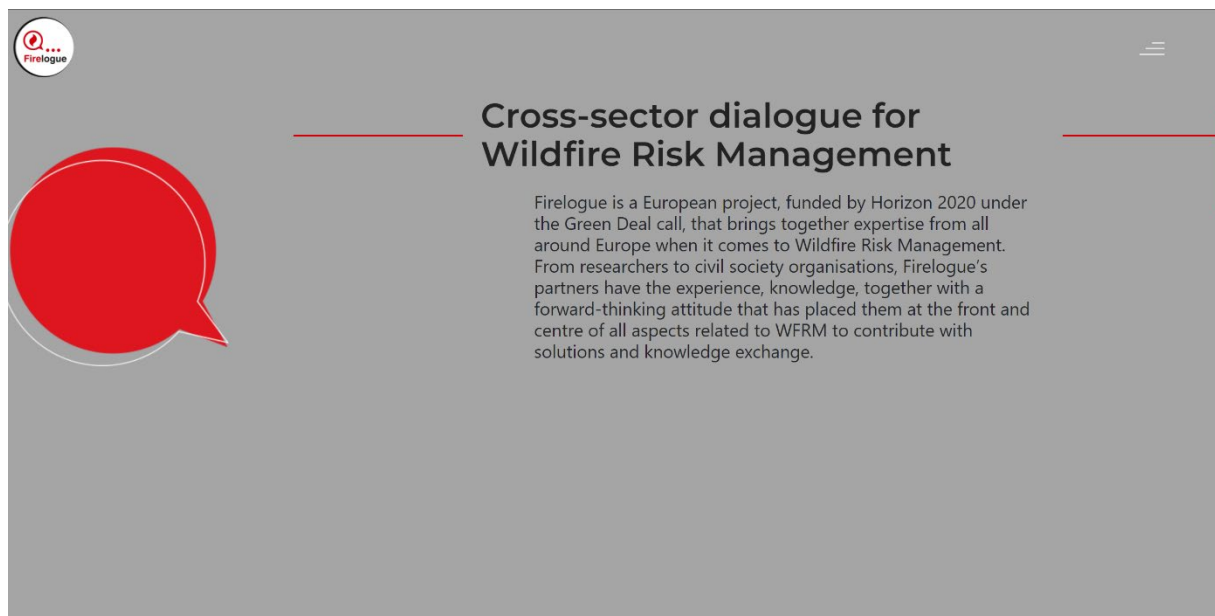 Firelogue
Cross-sector dialogue for
Wildfire Risk Management
Firelogue is a European project, funded by Horizon 2020 under
the Green Deal call, that brings together expertise from all
around Europe when it comes to Wildfire Risk Management.
From researchers to civil society organisations, Firelogue’s
partners have the experience, knowledge, together with a
forward-thinking attitude that has placed them at the front and
centre of all aspects related to WFRM to contribute with
solutions and knowledge exchange.